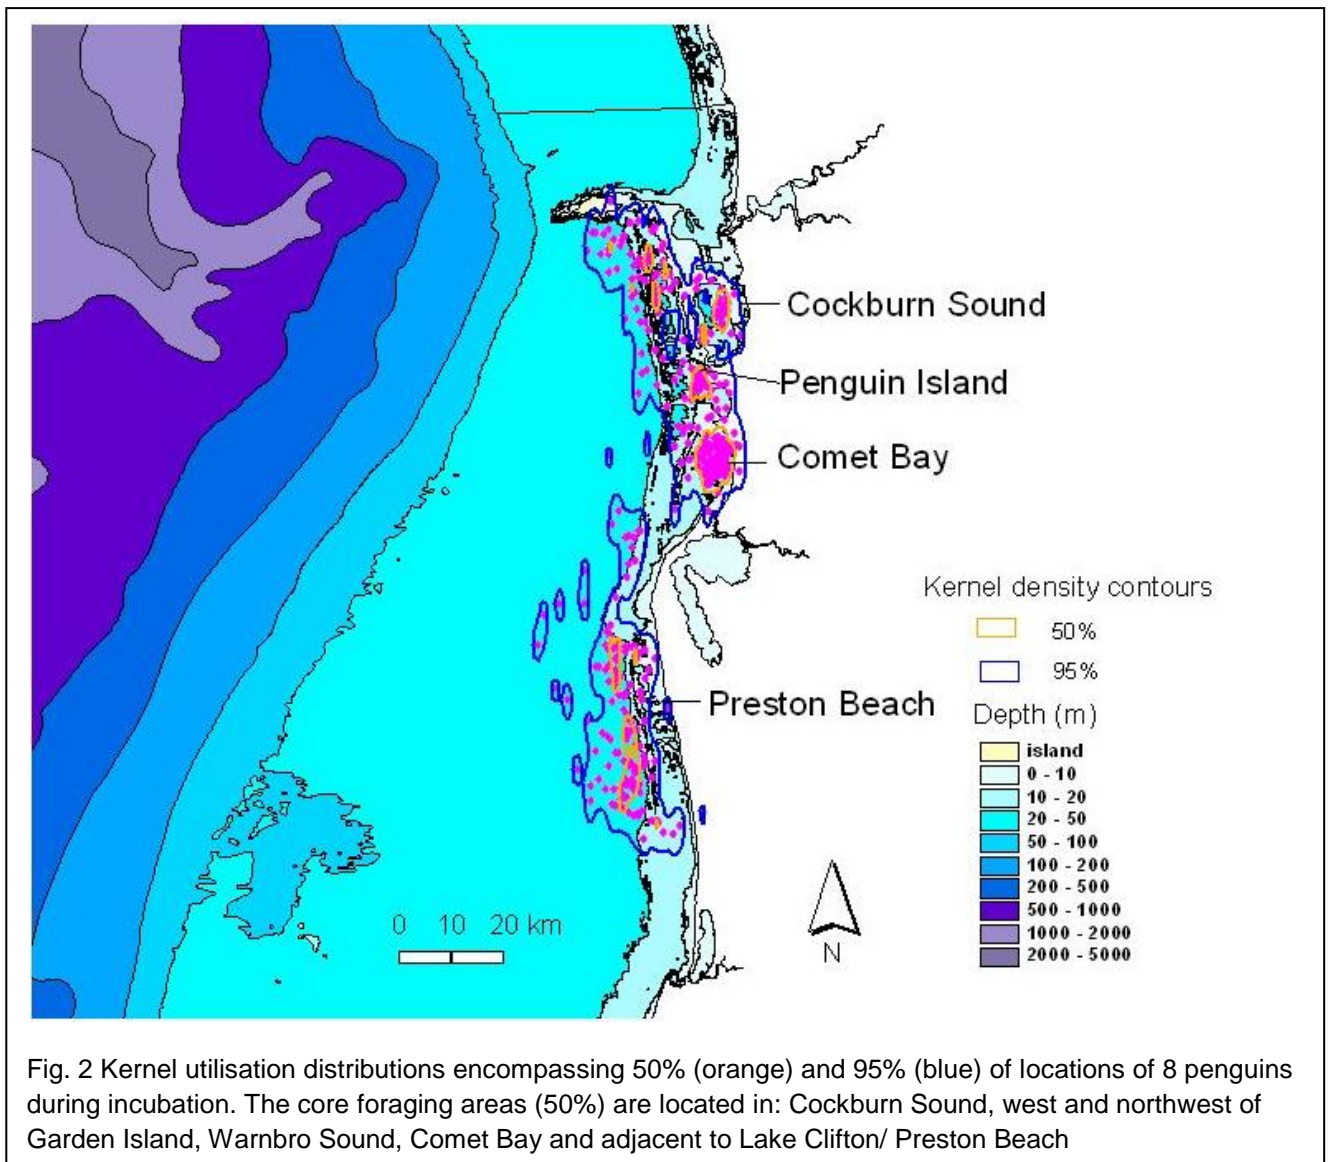 Cockburn Sound
Penguin Island
Comet Bay
Preston Beach
Kernel density contours
50%
95%
Depth (m)
island
0 - 10
10 - 20
20 - 50
50 - 100
100 - 200
200 - 500
500 - 1000
1000 - 2000
2000 - 5000
0 10 20 km
N
Fig. 2 Kernel utilisation distributions encompassing 50% (orange) and 95% (blue) of locations of 8 penguins
during incubation. The core foraging areas (50%) are located in: Cockburn Sound, west and northwest of
Garden Island, Warnbro Sound, Comet Bay and adjacent to Lake Clifton/ Preston Beach